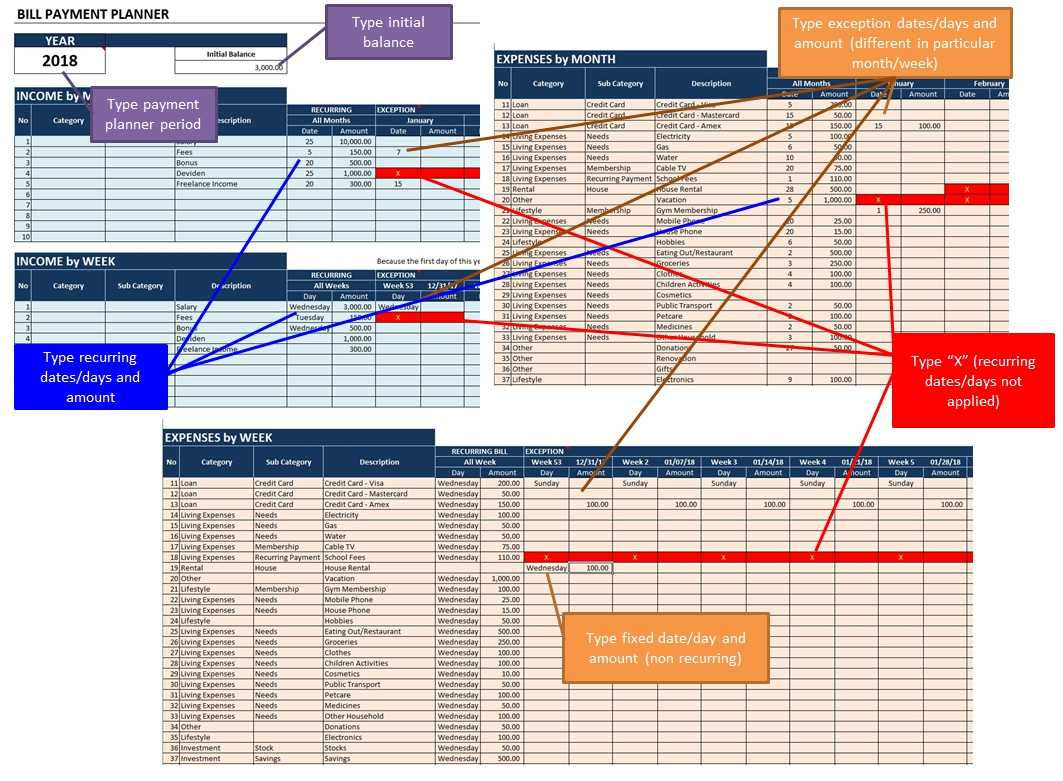 BILL PAYMENT PLANNER
YEAR
2018
Initial Balance
3,000.00
Type initial balance
Type payment planner period
INCOME by M
RECURRING EXCEPTION
No Category escription All Months January
Date Amount Date Amount
1 25 10,000.00
2 Fees 5 150.00 7
3 Bonus 20 500.00
4 Deviden 25 1,000.00 X
5 Freelance Income 20 300.00 15
6
7
8
9
10
INCOME by WEEK
Because the first day of this ye
RECURRING EXCEPTION
No Category Sub Category Description All Weeks Week 53
Day Amount Day Amount
1 Salary Wednesday 3,000.00 Wednesday
2 Fees Tuesday X
3 Bonus Wednesday 500.00
4 Deviden 1,000.00
Freelance Income 300.00
Type recurring dates/days and amount
EXPENSES by MONTH
Type exception dates/days and amount (different in particular month/week)
No Category Sub Category Description All Months February
Date Amount Date Amount
11 Loan Credit Card Credit Card - Visa 5 200.00
12 Loan Credit Card Credit Card - Mastercard 15 50.00
13 Loan Credit Card Credit Card - Amex 150.00 15 100.00
14 Living Expenses Needs Electricity 5 100.00
15 Living Expenses Needs Gas 6 50.00
16 Living Expenses Needs Water 10
17 Living Expenses Membership Cable TV 20 75.00
18 Living Expenses Recurring Payment School Fees 1 110.00
19 Rental House House Rental 28 500.00 X
20 Other Vacation 5 1,000.00 X X
Lifestyle Membership Gym Membership 1 250.00
22 Living Expenses Needs Mobile Phone 20 25.00
23 Living Expenses Needs House Phone 20 15.00
24 Lifestyle Hobbies 6 50.00
25 Living Expenses Needs Eating Out/Restaurant 2 500.00
26 Living Expenses Needs Groceries 3 250.00
27 Living Expenses Needs Clothes 4 100.00
28 Living Expenses Needs Children Activities 4 100.00
29 Living Expenses Needs Cosmetics
30 Living Expenses Needs Public Transport 2 50.00
31 Living Expenses Needs Petcare 2 100.00
32 Living Expenses Needs Medicines 2 50.00
33 Living Expenses Needs Other Household 3 100.00
34 Other Donations 50.00
35 Other Renovation
36 Other Gifts
37 Lifestyle Electronics 9 100.00
Type “X” (recurring dates/days not applied)
EXPENSES by WEEK
RECURRING BILL EXCEPTION
No Category Sub Category Description All Week Week 53 12/31/17 Week 2 01/07/18 Week 3 01/14/18 Week 4 01/21/18 Week 5 01/28/18
Day Amount Day Amount Day Amount Day Amount Day Amount Day Amount
11 Loan Credit Card Credit Card - Visa Wednesday 200.00 Sunday Sunday Sunday Sunday Sunday
12 Loan Credit Card Credit Card - Mastercard Wednesday 50.00
13 Loan Credit Card Credit Card - Amex Wednesday 150.00 100.00 100.00 100.00 100.00 100.00
14 Living Expenses Needs Electricity Wednesday 100.00
15 Living Expenses Needs Gas Wednesday 50.00
16 Living Expenses Needs Water Wednesday 50.00
17 Living Expenses Membership Cable TV Wednesday 75.00
18 Living Expenses Recurring Payment School Fees Wednesday 110.00 X X X X X
19 Rental House House Rental Wednesday 100.00
20 Other Vacation Wednesday 1,000.00
21 Lifestyle Membership Gym Membership Wednesday 100.00
22 Living Expenses Needs Mobile Phone Wednesday 25.00
23 Living Expenses Needs House Phone Wednesday 15.00
24 Lifestyle Hobbies Wednesday 50.00
25 Living Expenses Needs Eating Out/Restaurant Wednesday 500.00
26 Living Expenses Needs Groceries Wednesday 250.00
27 Living Expenses Needs Clothes Wednesday 100.00
28 Living Expenses Needs Children Activities Wednesday 100.00
29 Living Expenses Needs Cosmetics Wednesday 10.00
30 Living Expenses Needs Public Transport Wednesday 50.00
31 Living Expenses Needs Petcare Wednesday 100.00
32 Living Expenses Needs Medicines Wednesday 50.00
33 Living Expenses Needs Other Household Wednesday 100.00
34 Other Donations Wednesday 50.00
35 Lifestyle Electronics Wednesday 100.00
36 Investment Stock Stocks Wednesday 50.00
37 Investment Savings Savings Wednesday 500.00
Type fixed date/day and amount (non recurring)